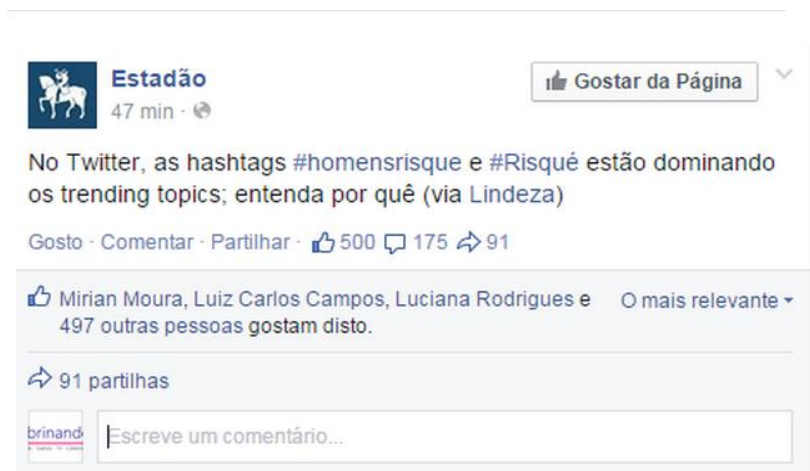 Estadão
Gostar da Página
47 min ·
No Twitter, as hashtags #homensrisque e #Risqué estão dominando
os trending topics; entenda por quê (via Lindeza)
Gosto · Comentar · Partilhar · 500 175 91
Mirian Moura, Luiz Carlos Campos, Luciana Rodrigues e
497 outras pessoas gostam disto.
O mais relevante
91 partilhas
brinand
Escreve um comentário...